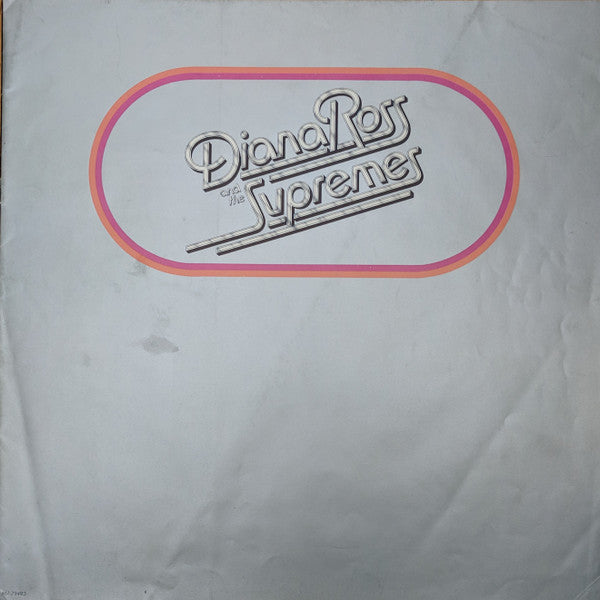 Diana Ross
and the
Supremes